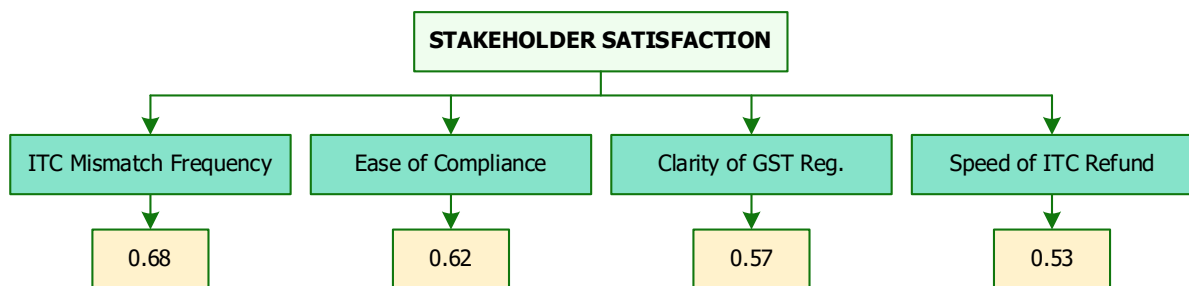 STAKEHOLDER SATISFACTION
ITC Mismatch Frequency
Ease of Compliance
Clarity of GST Reg.
Speed of ITC Refund
0.68
0.62
0.57
0.53